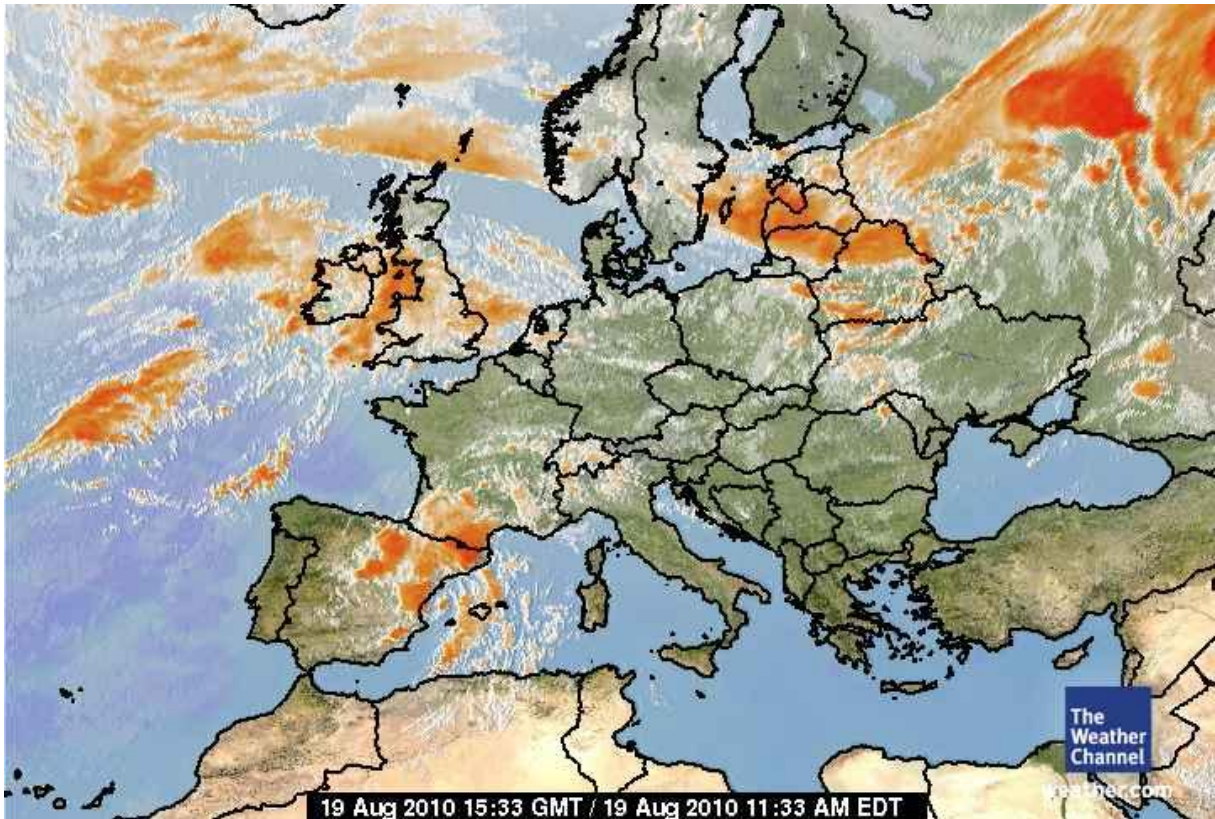 The
Weather
Channel
weather.com
19 Aug 2010 15:33 GMT / 19 Aug 2010 11:33 AM EDT